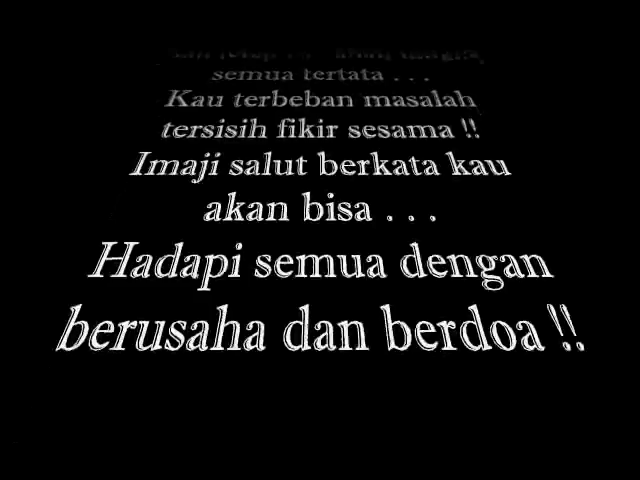 semua tertata . . .
Kau terbeban masalah
tersisih fikir sesama !!
Imaji salut berkata kau
akan bisa . . .
Hadapi semua dengan
berusaha dan berdoa !!